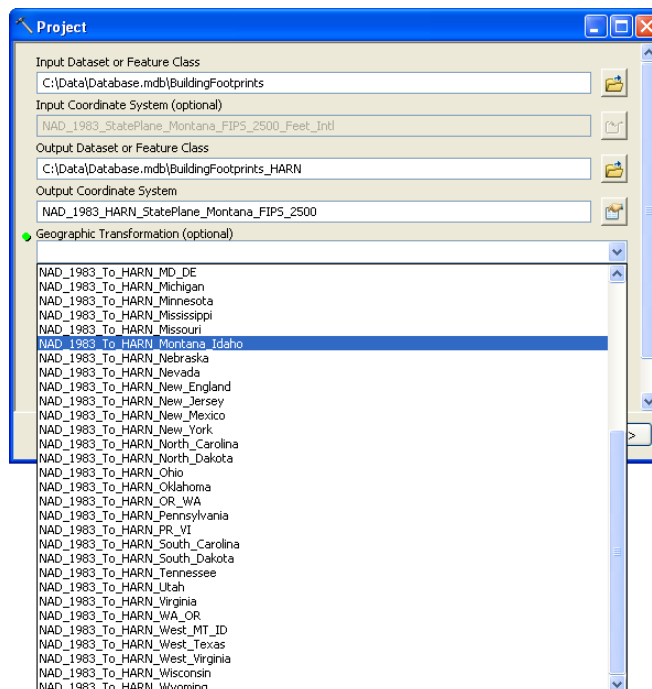 Project
Input Dataset or Feature Class
C:\Data\Database.mdb\BuildingFootprints
Input Coordinate System (optional)
NAD_1983_StatePlane_Montana_FIPS_2500_Feet_Intl
Output Dataset or Feature Class
C:\Data\Database.mdb\BuildingFootprints_HARN
Output Coordinate System
NAD_1983_HARN_StatePlane_Montana_FIPS_2500
Geographic Transformation (optional)
NAD_1983_To_HARN_MD_DE
NAD_1983_To_HARN_Michigan
NAD_1983_To_HARN_Minnesota
NAD_1983_To_HARN_Mississippi
NAD_1983_To_HARN_Missouri
NAD_1983_To_HARN_Montana_Idaho
NAD_1983_To_HARN_Nebraska
NAD_1983_To_HARN_Nevada
NAD_1983_To_HARN_New_England
NAD_1983_To_HARN_New_Jersey
NAD_1983_To_HARN_New_Mexico
NAD_1983_To_HARN_New_York
NAD_1983_To_HARN_North_Carolina
NAD_1983_To_HARN_North_Dakota
NAD_1983_To_HARN_Ohio
NAD_1983_To_HARN_Oklahoma
NAD_1983_To_HARN_OR_WA
NAD_1983_To_HARN_Pennsylvania
NAD_1983_To_HARN_PR_VI
NAD_1983_To_HARN_South_Carolina
NAD_1983_To_HARN_South_Dakota
NAD_1983_To_HARN_Tennessee
NAD_1983_To_HARN_Utah
NAD_1983_To_HARN_Virginia
NAD_1983_To_HARN_WA_OR
NAD_1983_To_HARN_West_MT_ID
NAD_1983_To_HARN_West_Texas
NAD_1983_To_HARN_West_Virginia
NAD_1983_To_HARN_Wisconsin
NAD_1983_To_HARN_Wyoming
>